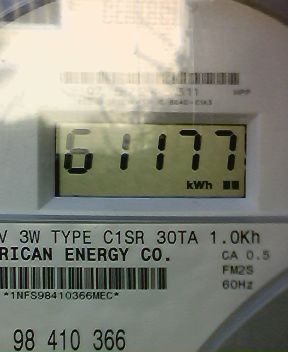 61177
kWh
V 3W TYPE C1SR 30TA 1.0Kh
RICAN ENERGY CO.
CA 0.5
FM2S
60Hz
*1NFS98410366MEC*
98 410 366